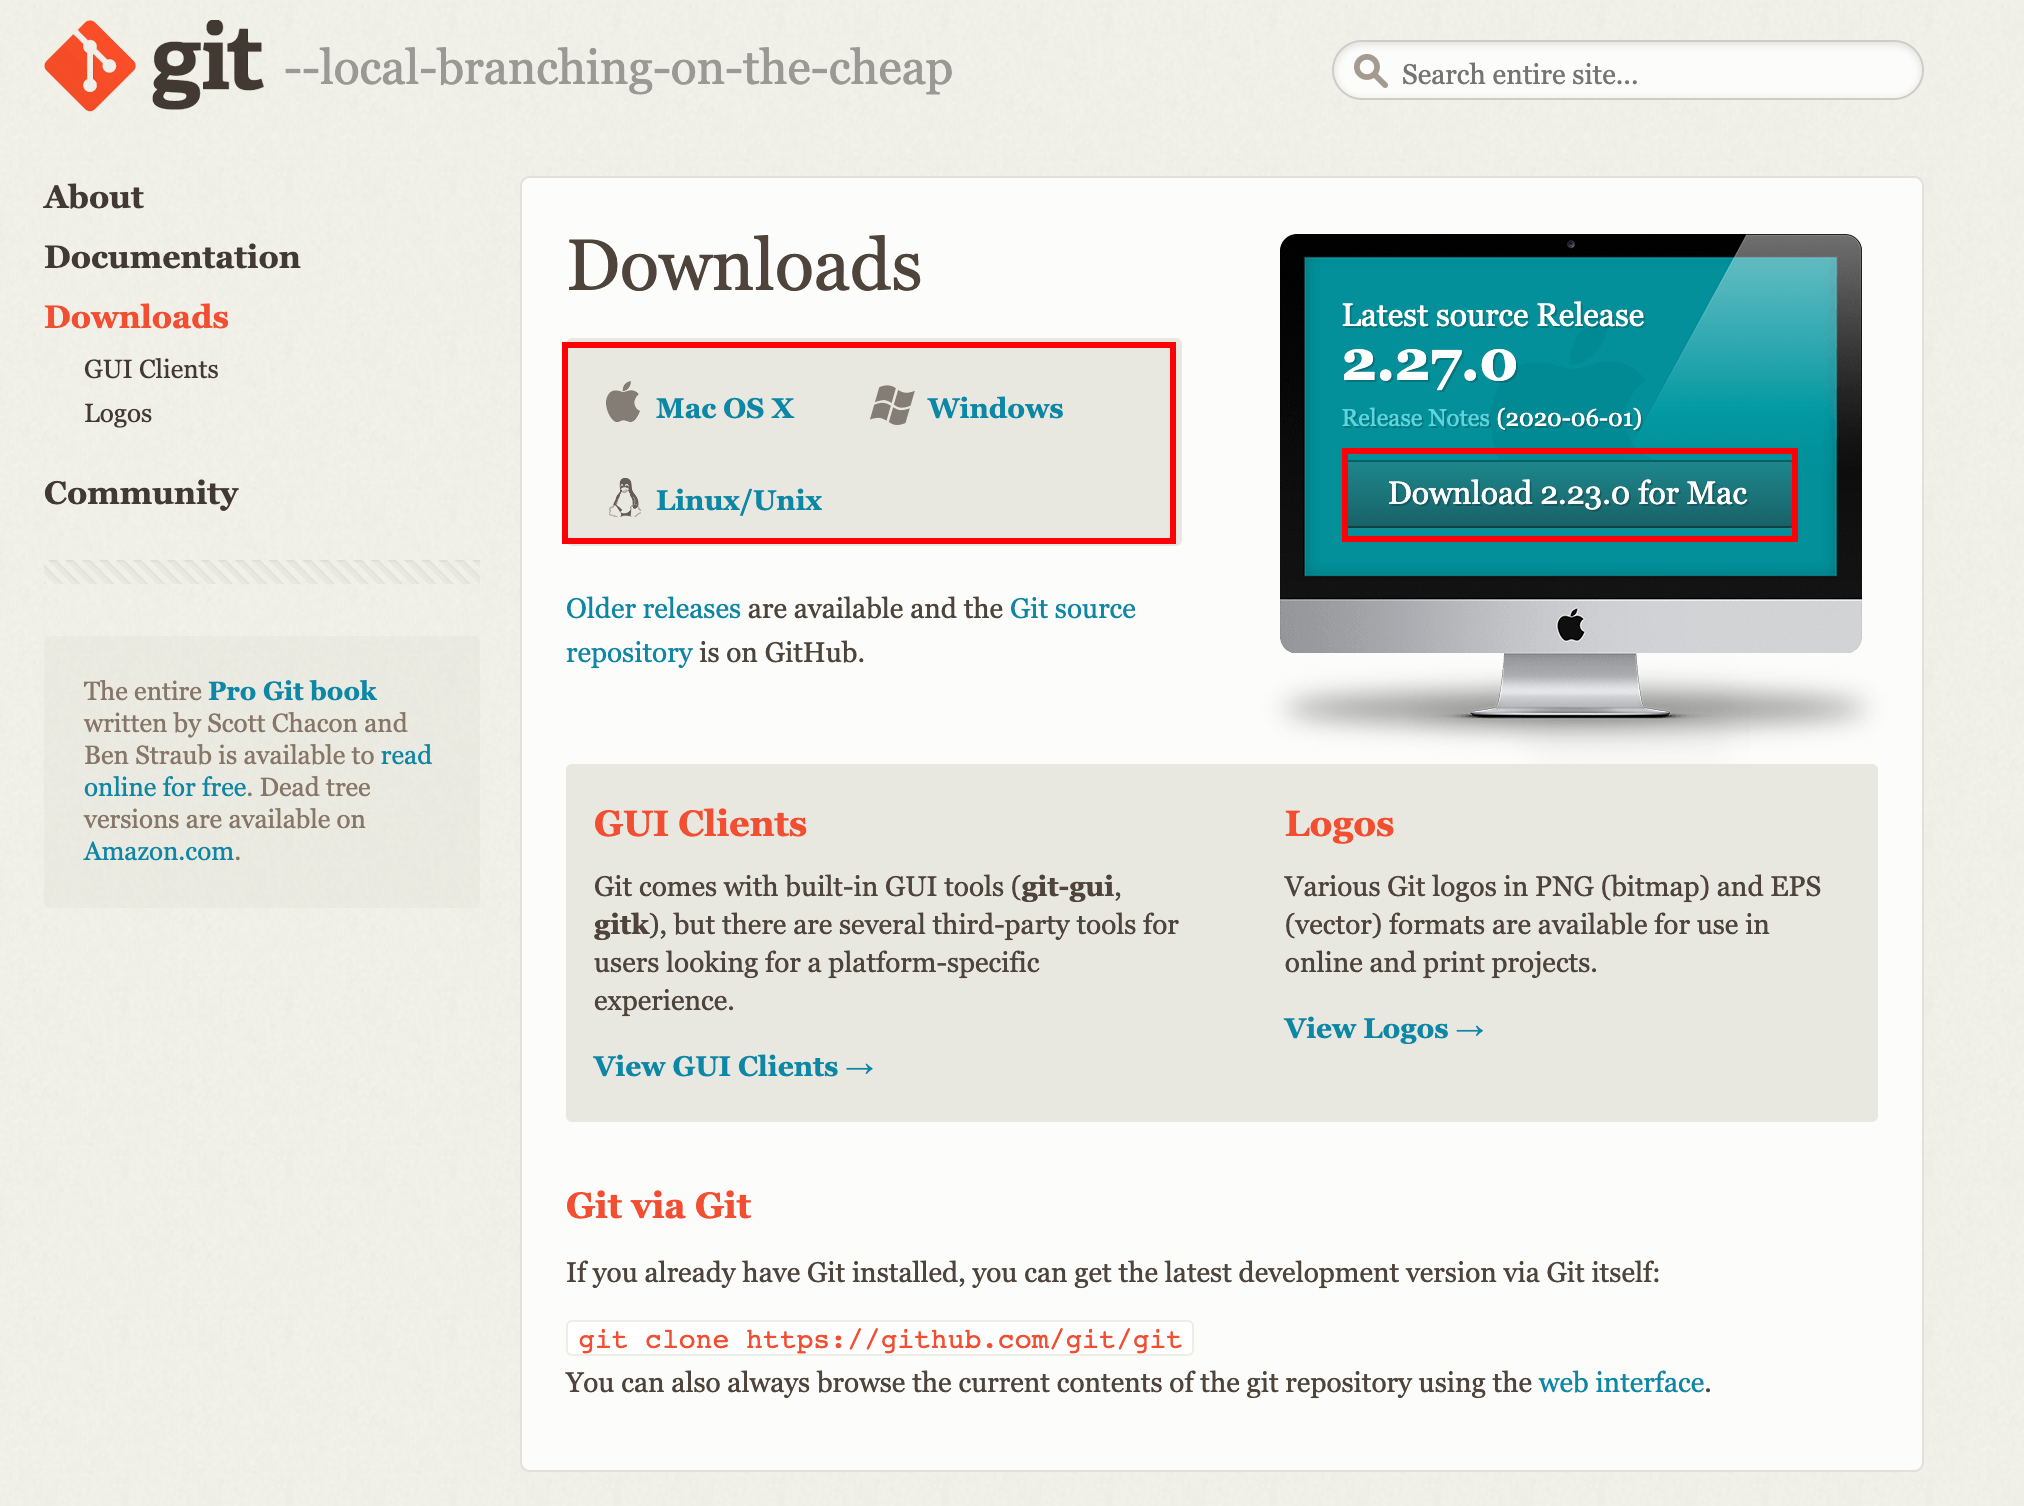 git --local-branching-on-the-cheap
Search entire site...
About
Documentation
Downloads
GUI Clients
Logos
Community
The entire Pro Git book
written by Scott Chacon and
Ben Straub is available to read
online for free. Dead tree
versions are available on
Amazon.com.
Downloads
Mac OS X
Windows
Linux/Unix
Older releases are available and the Git source
repository is on GitHub.
Latest source Release
2.27.0
Release Notes (2020-06-01)
Download 2.23.0 for Mac
GUI Clients
Git comes with built-in GUI tools (git-gui,
gitk), but there are several third-party tools for
users looking for a platform-specific
experience.
View GUI Clients →
Logos
Various Git logos in PNG (bitmap) and EPS
(vector) formats are available for use in
online and print projects.
View Logos →
Git via Git
If you already have Git installed, you can get the latest development version via Git itself:
git clone https://github.com/git/git
You can also always browse the current contents of the git repository using the web interface.